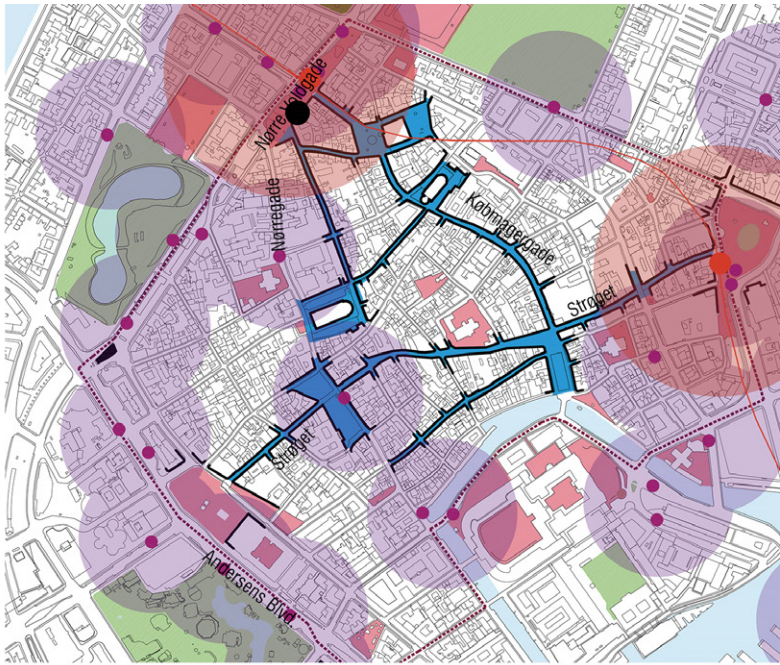 Nørre Voldgade
Nørregade
Købmagergade
Strøget
Strøget
Andersens Blvd